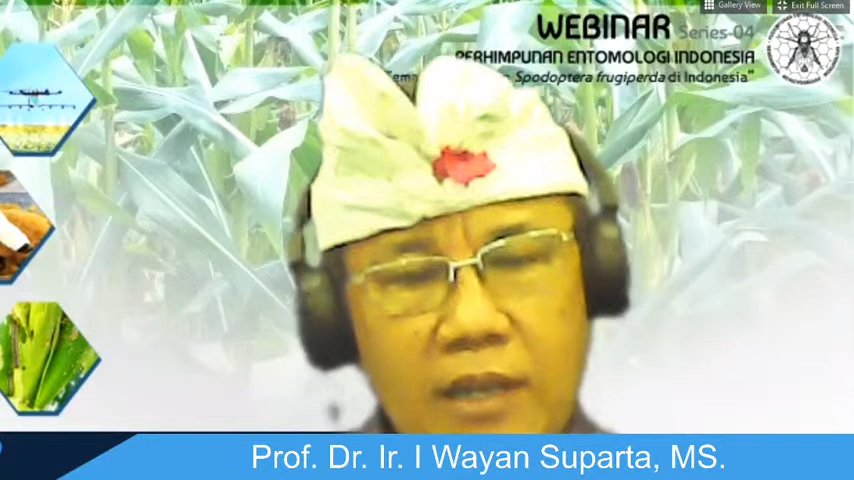 Gallery View
Exit Full Screen
WEBINAR Series-04
PERHIMPUNAN ENTOMOLOGI INDONESIA
Spodoptera frugiperda di Indonesia"
Prof. Dr. Ir. I Wayan Suparta, MS.